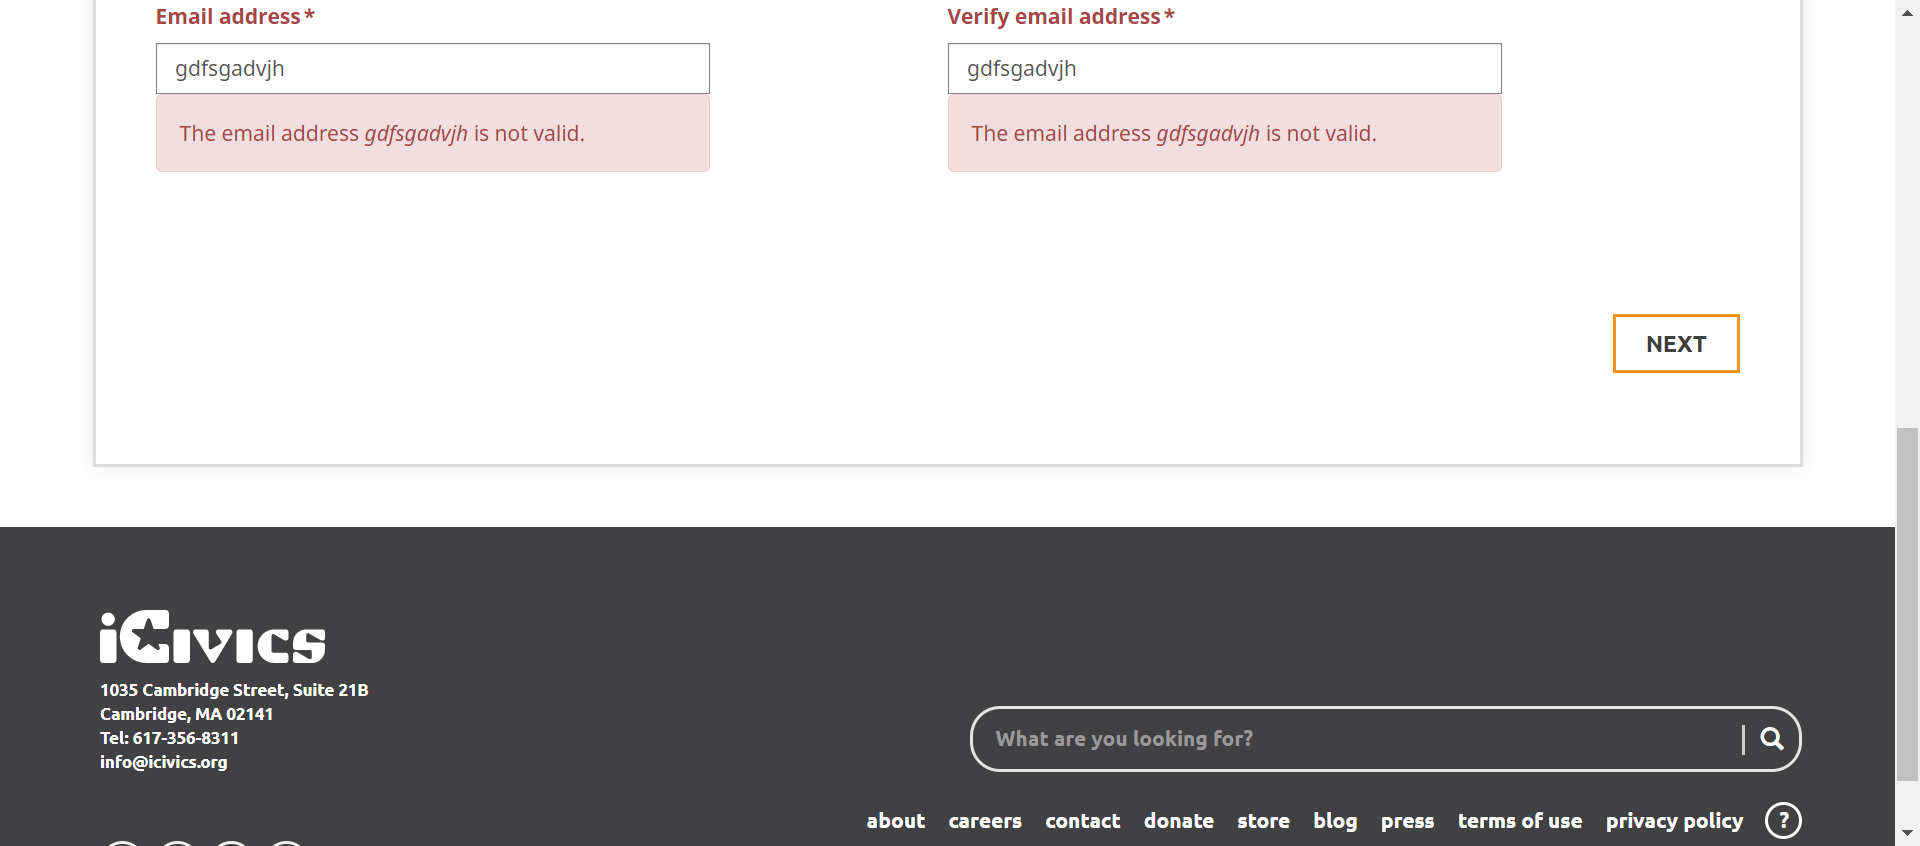 Email address* Verify email address*
gdfsgadvjh gdfsgadvjh
The email address gdfsgadvjh is not valid. The email address gdfsgadvjh is not valid.
NEXT
iCivics
1035 Cambridge Street, Suite 21B
Cambridge, MA 02141
Tel: 617-356-8311
info@icivics.org
What are you looking for?
about careers contact donate store blog press terms of use privacy policy ?